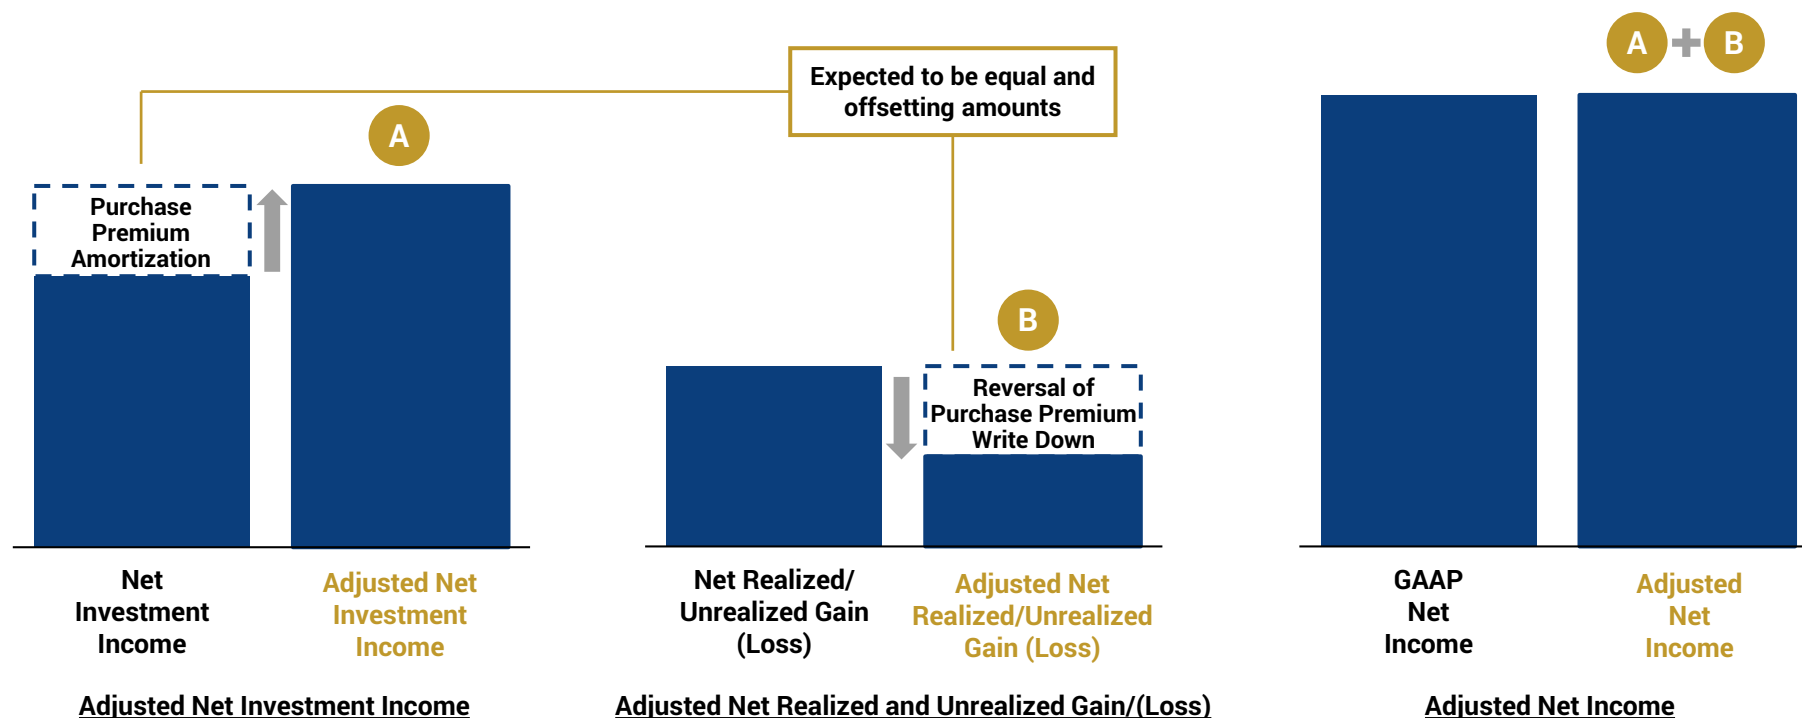 A
B
Expected to be equal and
offsetting amounts
A
Purchase
Premium
Amortization
B
Reversal of
Purchase Premium
Write Down
Net
Investment
Income
Adjusted Net
Investment
Income
Net Realized/
Unrealized Gain
(Loss)
Adjusted Net
Realized/Unrealized
Gain (Loss)
GAAP
Net
Income
Adjusted
Net
Income
Adjusted Net Investment Income
Adjusted Net Realized and Unrealized Gain/(Loss)
Adjusted Net Income